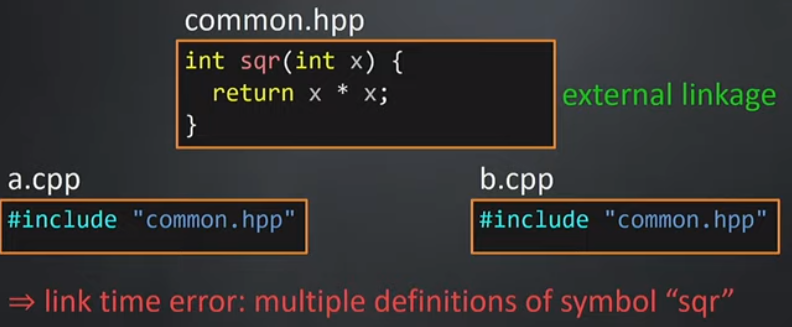 common.hpp
int sqr(int x) {
  return x * x;
}
external linkage
a.cpp
#include "common.hpp"
b.cpp
#include "common.hpp"
⇒ link time error: multiple definitions of symbol “sqr”